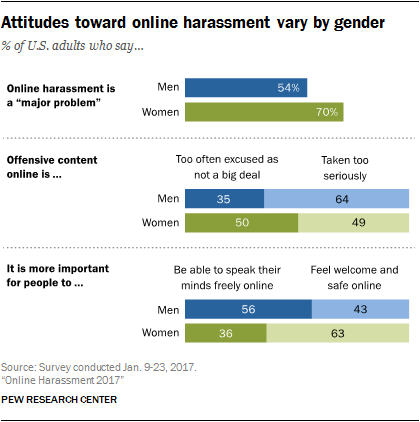 Attitudes toward online harassment vary by gender
% of U.S. adults who say...
Online harassment is
a “major problem”
Men 54%
Women 70%
Offensive content
online is ...
Too often excused as
not a big deal
Taken too
seriously
Men 35 64
Women 50 49
It is more important
for people to ...
Be able to speak their
minds freely online
Feel welcome and
safe online
Men 56 43
Women 36 63
Source: Survey conducted Jan. 9-23, 2017.
“Online Harassment 2017”
PEW RESEARCH CENTER